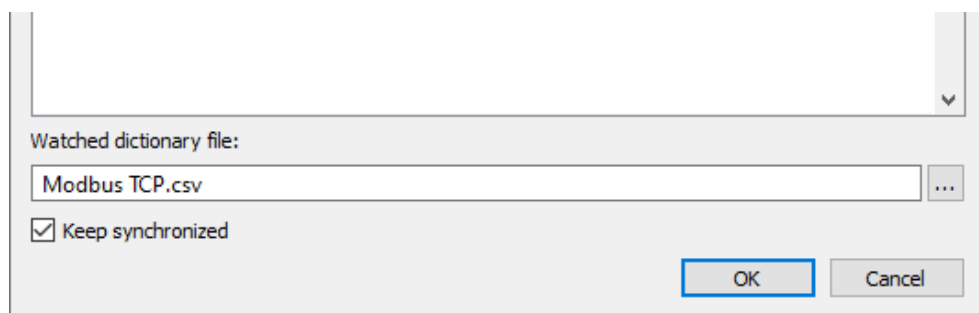 Watched dictionary file:
Modbus TCP.csv
...
Keep synchronized
OK
Cancel